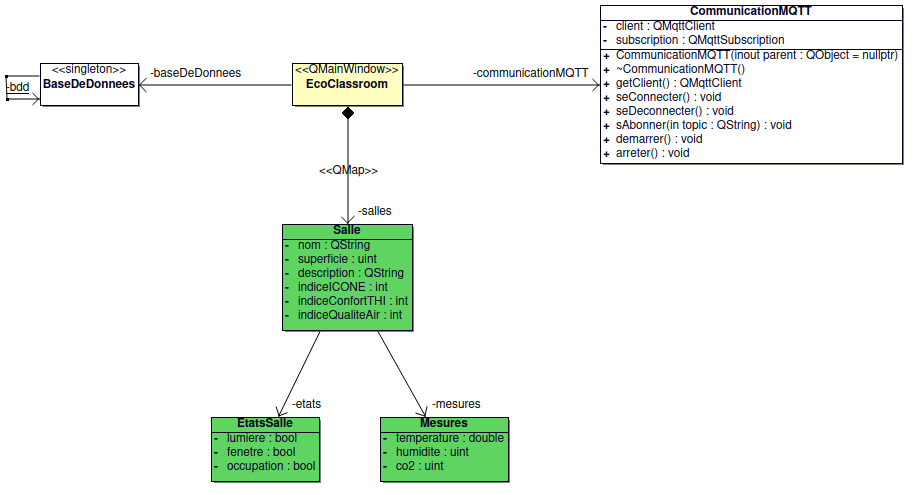 CommunicationMQTT
- client : QMqttClient
- subscription : QMqttSubscription
+ CommunicationMQTT(inout parent : QObject = nullptr)
+ ~CommunicationMQTT()
+ getClient() : QMqttClient
+ seConnecter() : void
+ seDeconnecter() : void
+ sAbonner(in topic : QString) : void
+ demarrer() : void
+ arreter() : void
<<singleton>>
BaseDeDonnees
-bdd
-baseDeDonnees
<<QMainWindow>>
EcoClassroom
-communicationMQTT
<<QMap>>
-salles
Salle
- nom : QString
- superficie : uint
- description : QString
- indiceICONE : int
- indiceConfortTHI : int
- indiceQualiteAir : int
-etats
-mesures
EtatsSalle
- lumiere : bool
- fenetre : bool
- occupation : bool
Mesures
- temperature : double
- humidite : uint
- co2 : uint